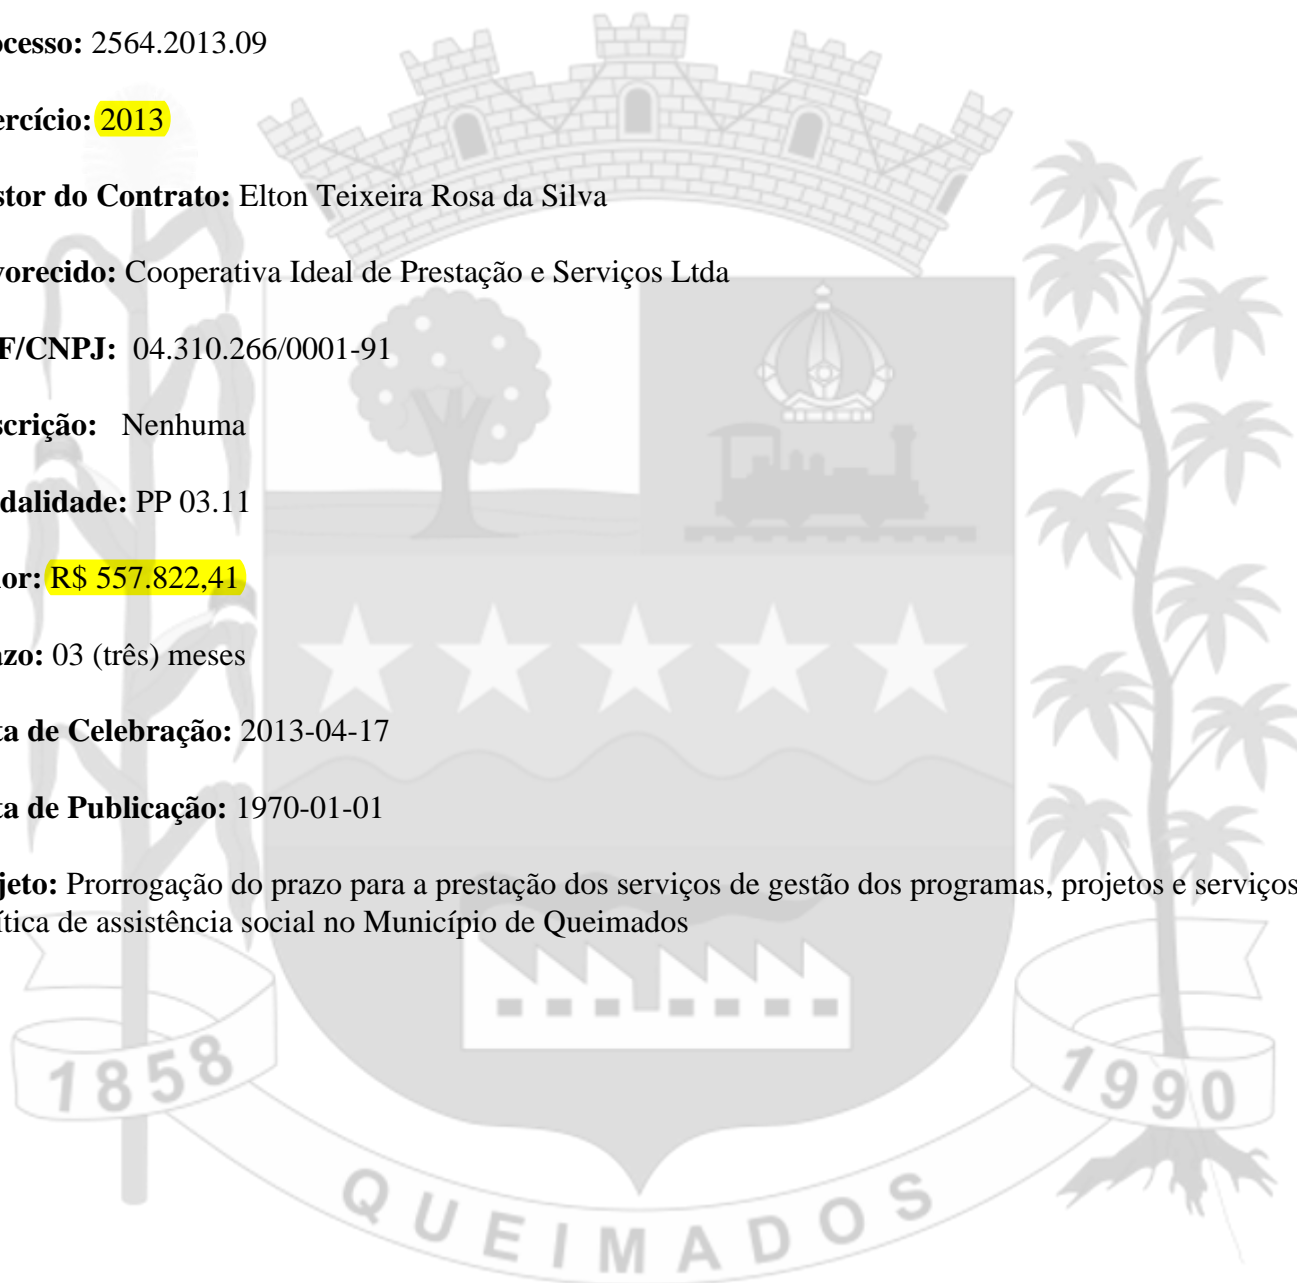 ocesso: 2564.2013.09
ercício: 2013
stor do Contrato: Elton Teixeira Rosa da Silva
vorecido: Cooperativa Ideal de Prestação e Serviços Ltda
F/CNPJ: 04.310.266/0001-91
scrição: Nenhuma
dalidade: PP 03.11
lor: R$ 557.822,41
azo: 03 (três) meses
ta de Celebração: 2013-04-17
ta de Publicação: 1970-01-01
jeto: Prorrogação do prazo para a prestação dos serviços de gestão dos programas, projetos e serviços
ítica de assistência social no Município de Queimados
1858
1990
QUEIMADOS